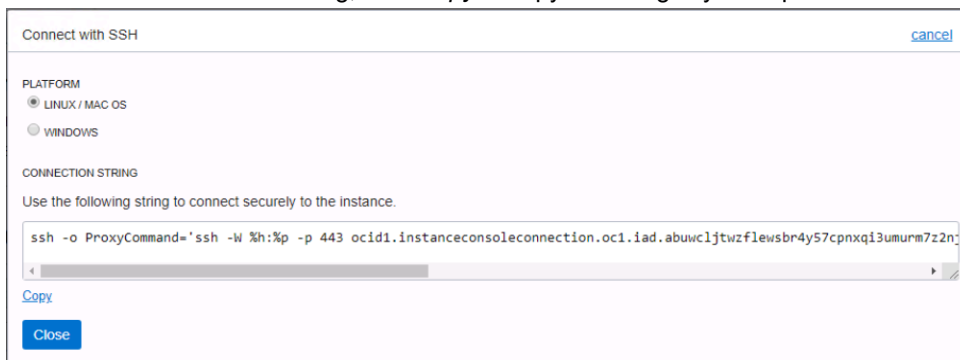 Connect with SSH cancel
PLATFORM
LINUX / MAC OS
WINDOWS
CONNECTION STRING
Use the following string to connect securely to the instance.
ssh -o ProxyCommand='ssh -W %h:%p -p 443 ocid1.instanceconsoleconnection.oc1.iad.abuwcljtwzflewsbr4y57cpnxqi3umurm7z2nj
Copy
Close